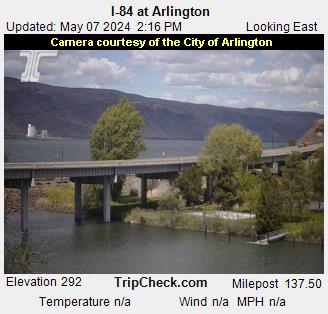 I-84 at Arlington
Updated: May 07 2024 2:16 PM Looking East
Camera courtesy of the City of Arlington
Elevation 292 TripCheck.com Milepost 137.50
Temperature n/a Wind n/a MPH n/a